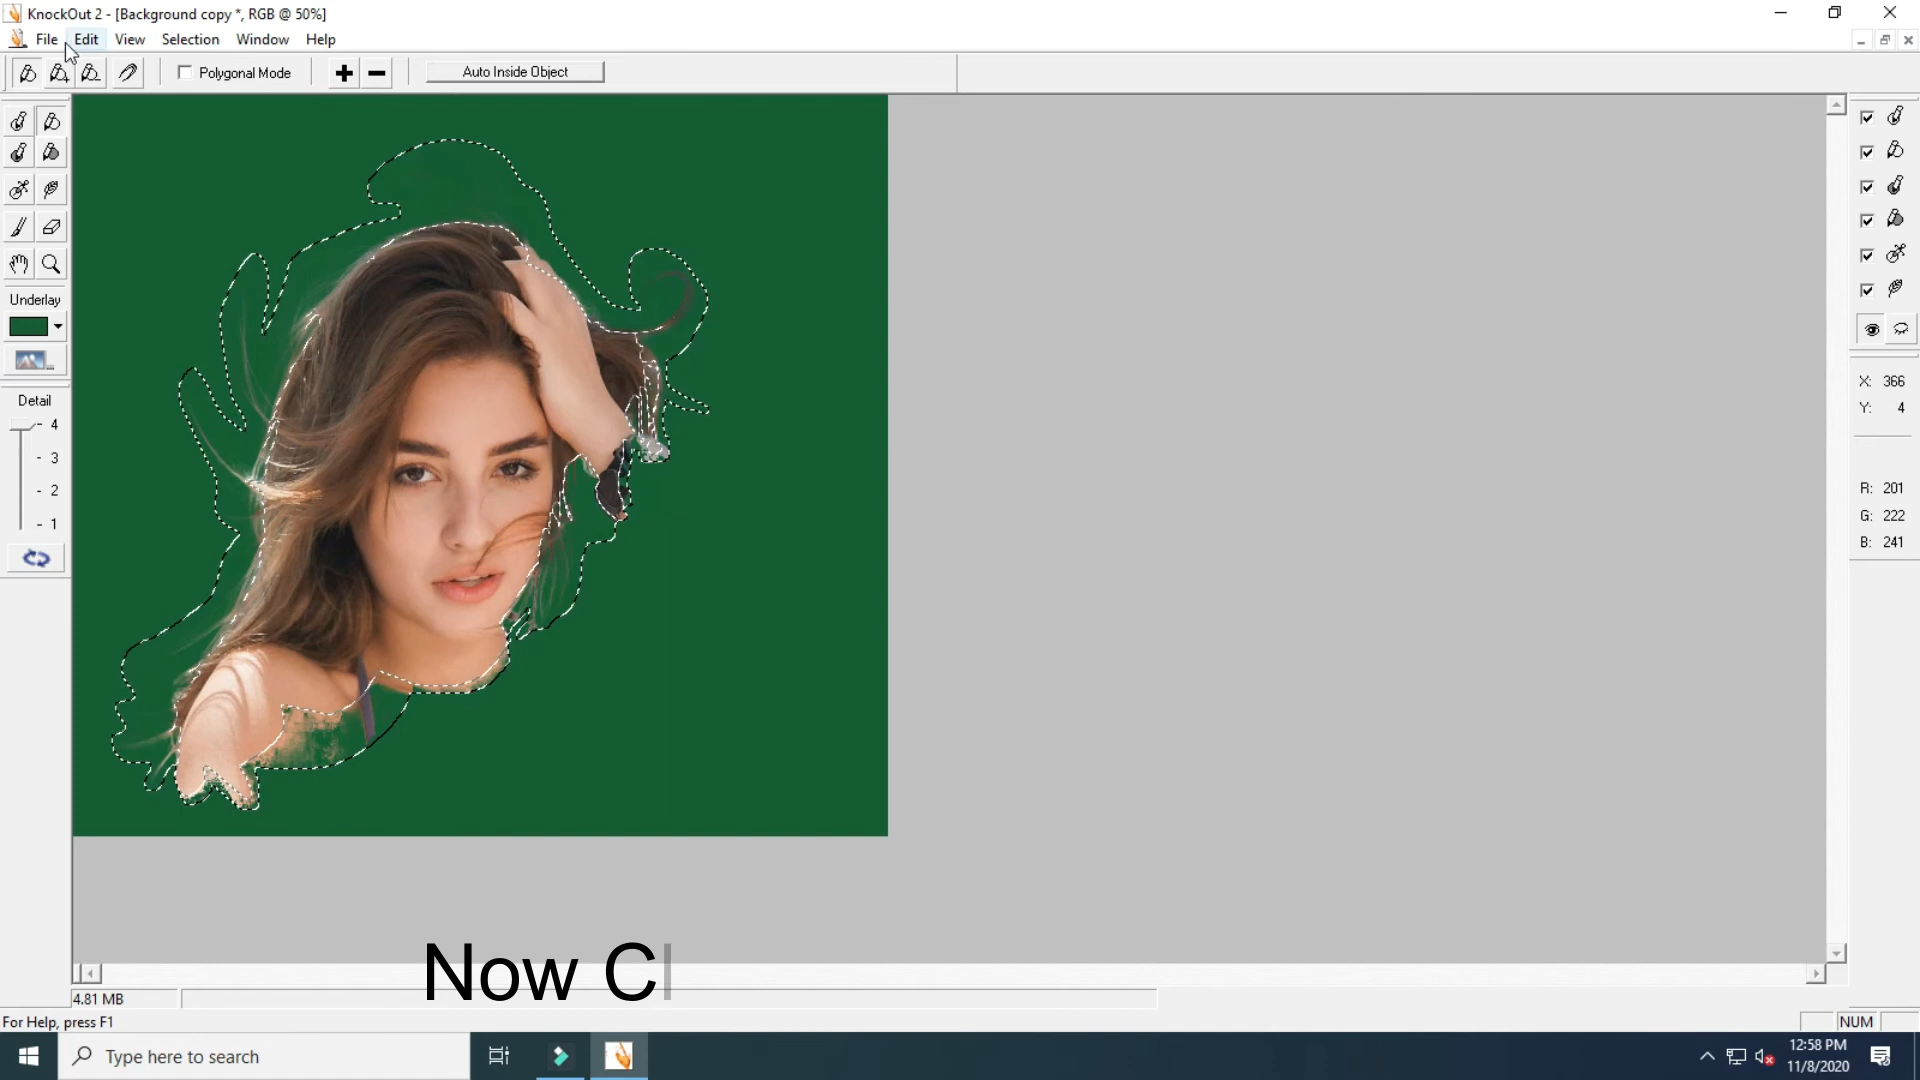 KnockOut 2 - [Background copy *, RGB @ 50%]
File Edit View Selection Window Help
Polygonal Mode
Auto Inside Object
Underlay
Detail
4
3
2
1
X: 366
Y: 4
R: 201
G: 222
B: 241
Now Cl
4.81 MB
For Help, press F1
NUM
Type here to search
12:58 PM
11/8/2020